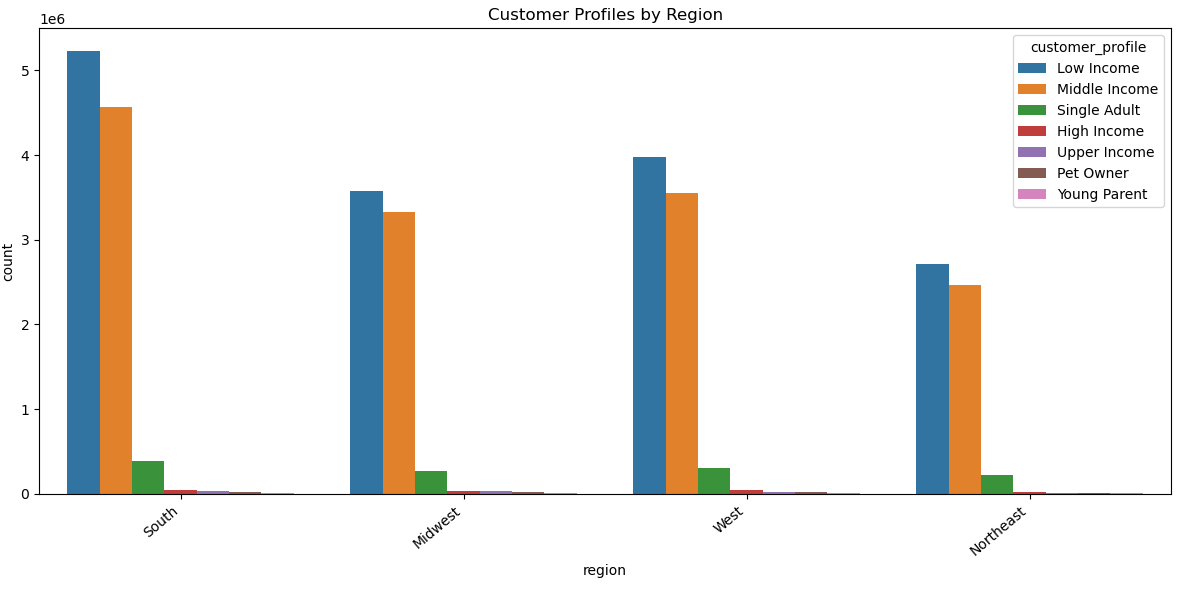 Customer Profiles by Region
1e6
5
4
3
2
1
0
count
customer_profile
Low Income
Middle Income
Single Adult
High Income
Upper Income
Pet Owner
Young Parent
South
Midwest
West
Northeast
region